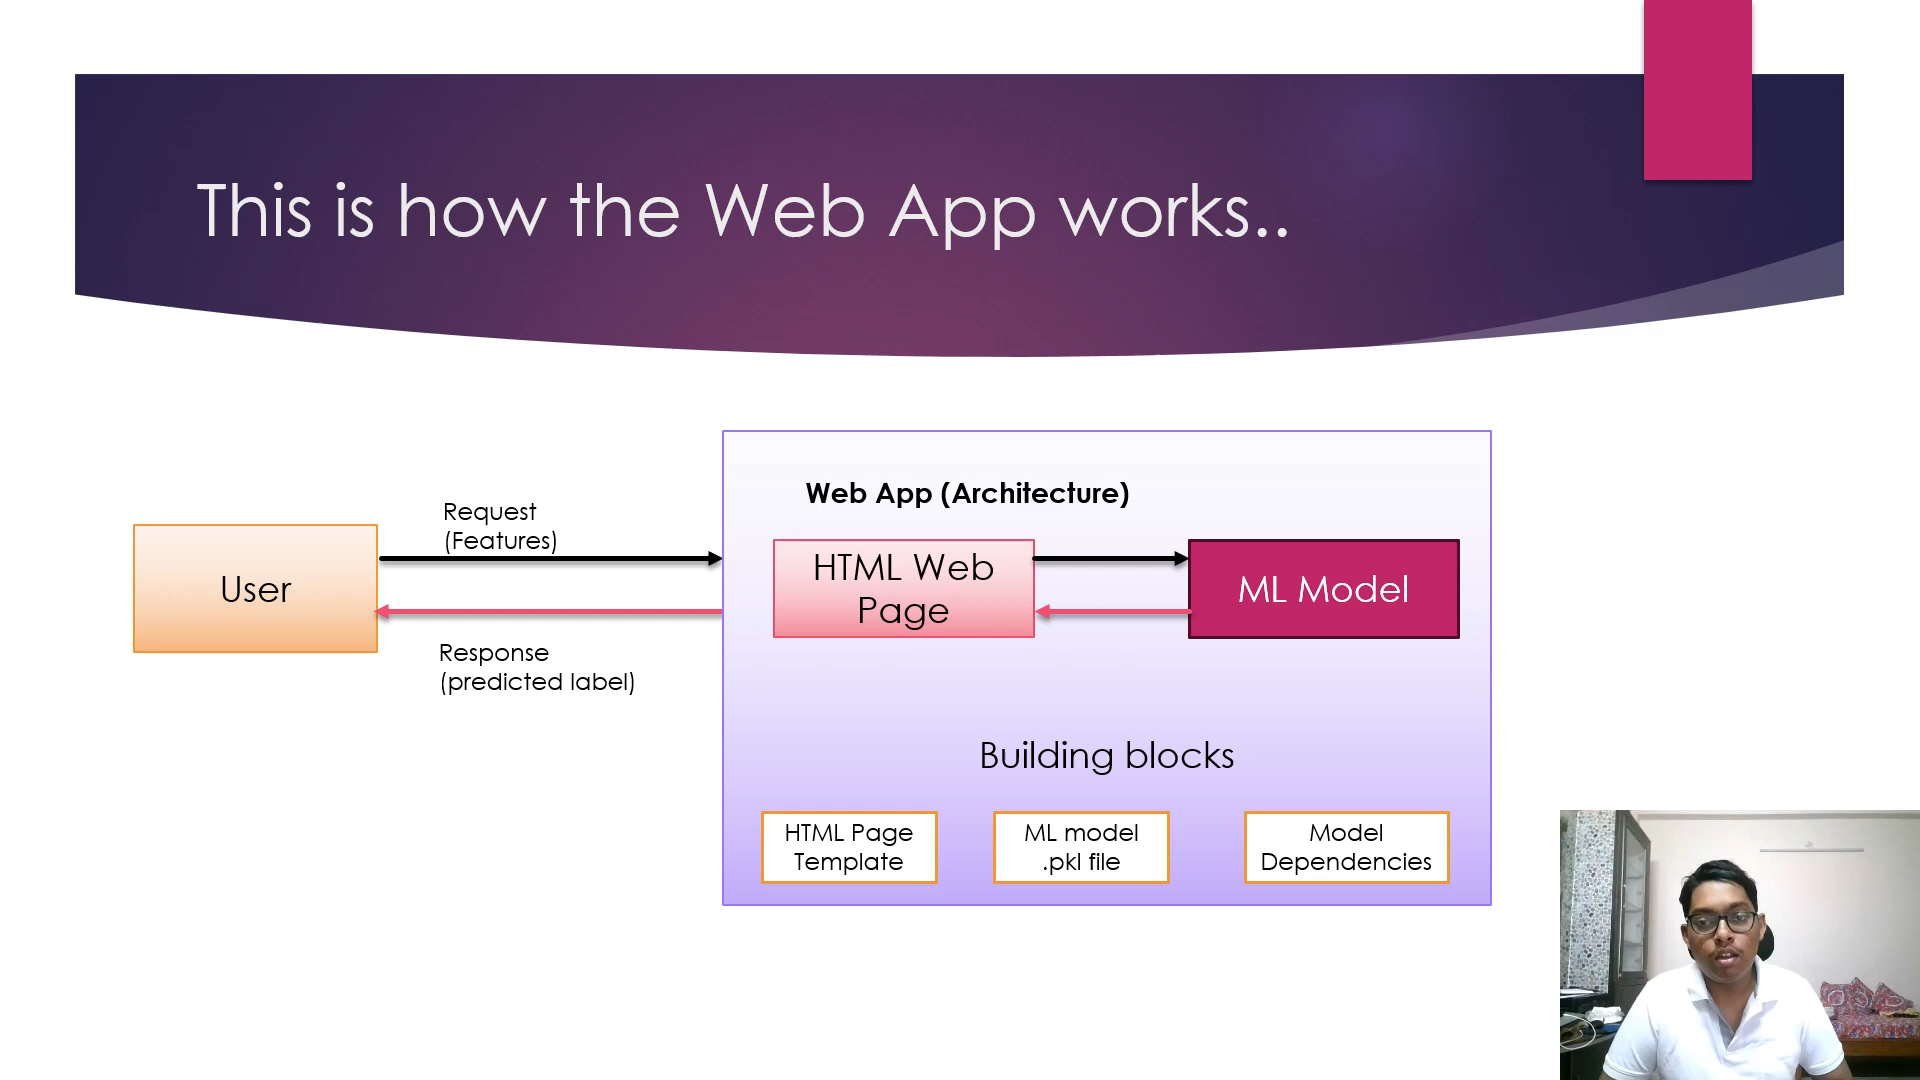 This is how the Web App works..
Web App (Architecture)
Request
(Features)
User
HTML Web
Page
ML Model
Response
(predicted label)
Building blocks
HTML Page
Template
ML model
.pkl file
Model
Dependencies